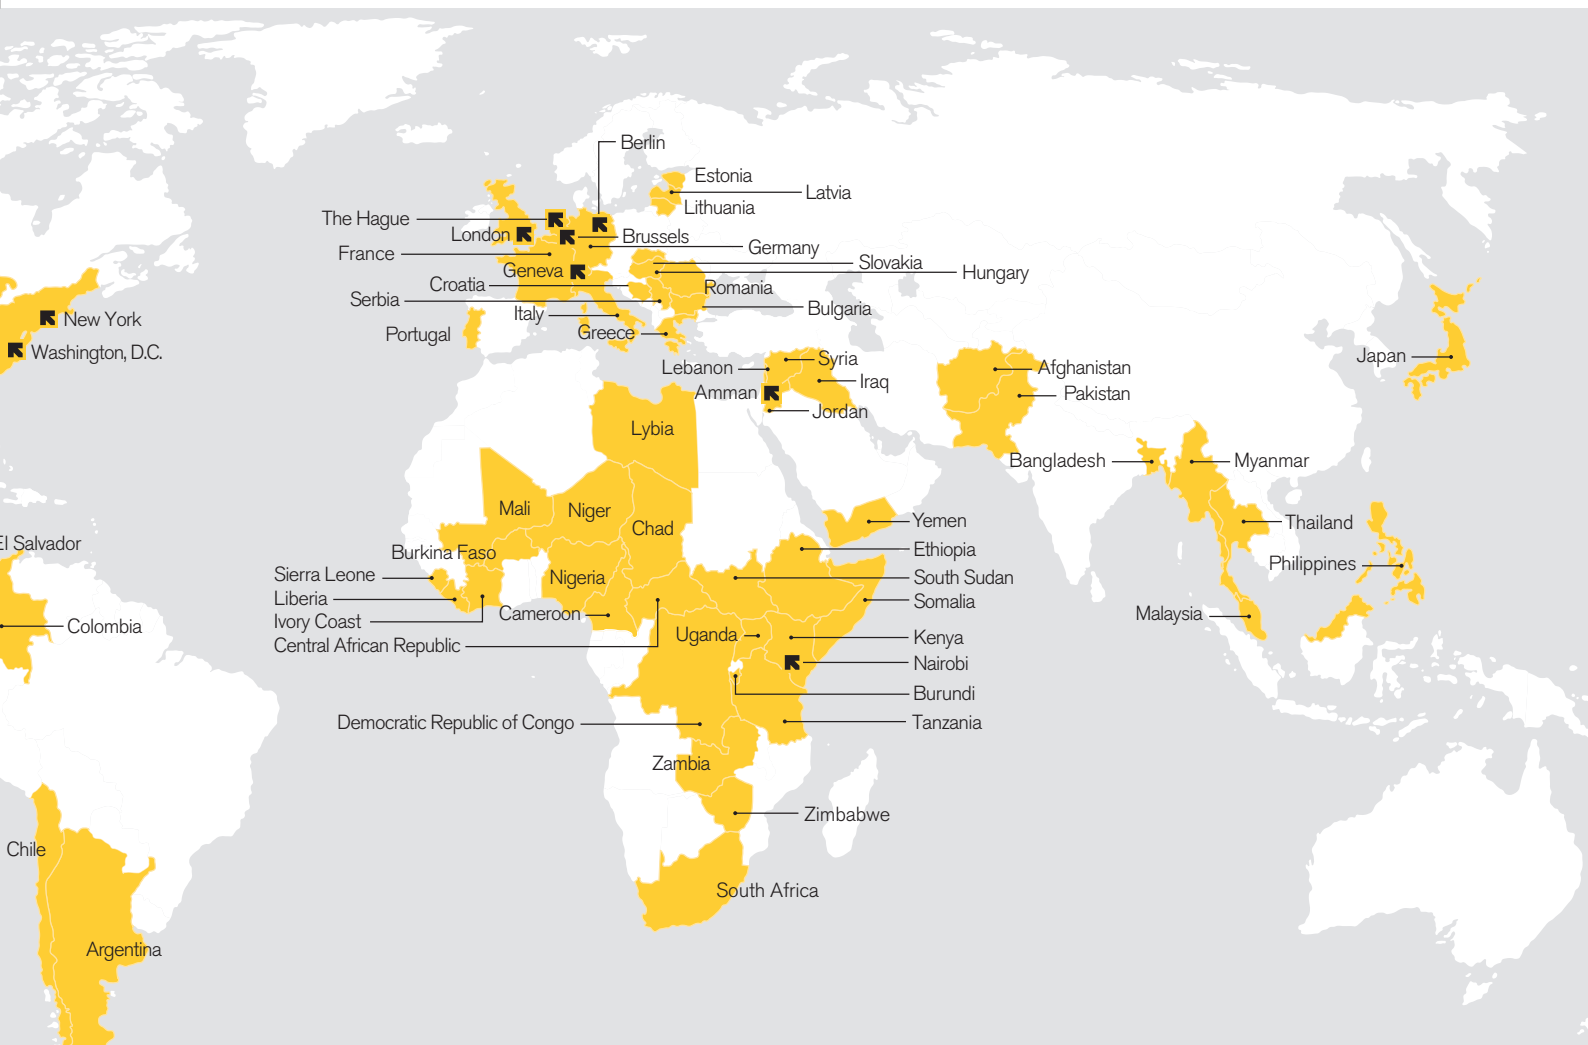 Berlin
Estonia
Latvia
Lithuania
The Hague
London
Brussels
Germany
France
Slovakia
Geneva
Hungary
Croatia
Romania
Serbia
Bulgaria
Italy
New York
Greece
Portugal
Washington, D.C.
Syria
Japan
Lebanon
Afghanistan
Iraq
Amman
Pakistan
Jordan
Lybia
Bangladesh
Myanmar
Mali
Niger
Yemen
Thailand
Chad
El Salvador
Burkina Faso
Ethiopia
Philippines
Sierra Leone
Nigeria
South Sudan
Liberia
Somalia
Cameroon
Malaysia
Ivory Coast
Colombia
Uganda
Kenya
Central African Republic
Nairobi
Burundi
Democratic Republic of Congo
Tanzania
Zambia
Zimbabwe
Chile
South Africa
Argentina